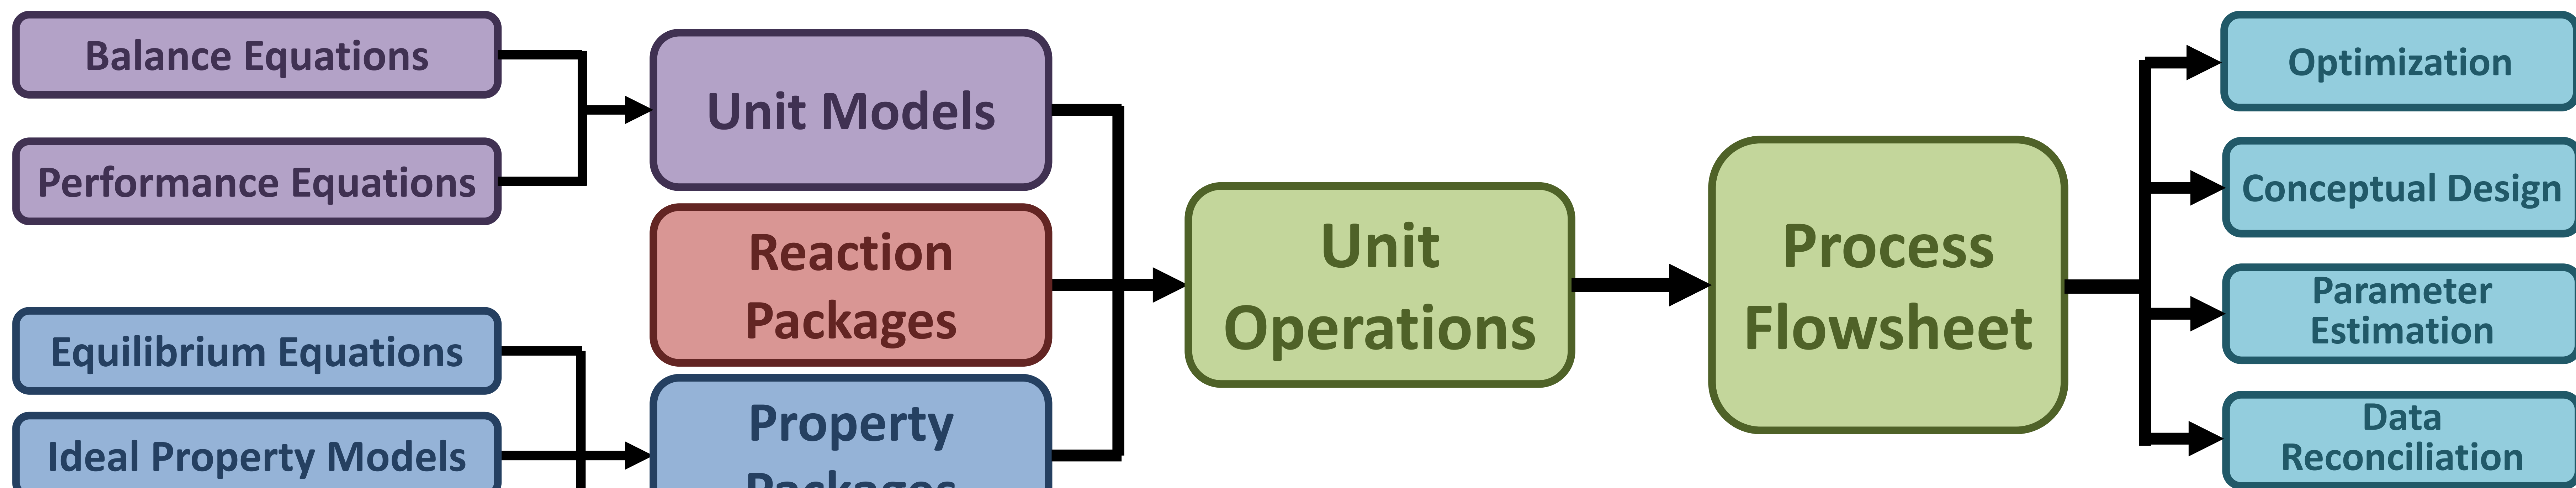 Balance Equations
Performance Equations
Equilibrium Equations
Ideal Property Models
Unit Models
Reaction
Packages
Property
Packages
Unit
Operations
Process
Flowsheet
Optimization
Conceptual Design
Parameter
Estimation
Data
Reconciliation